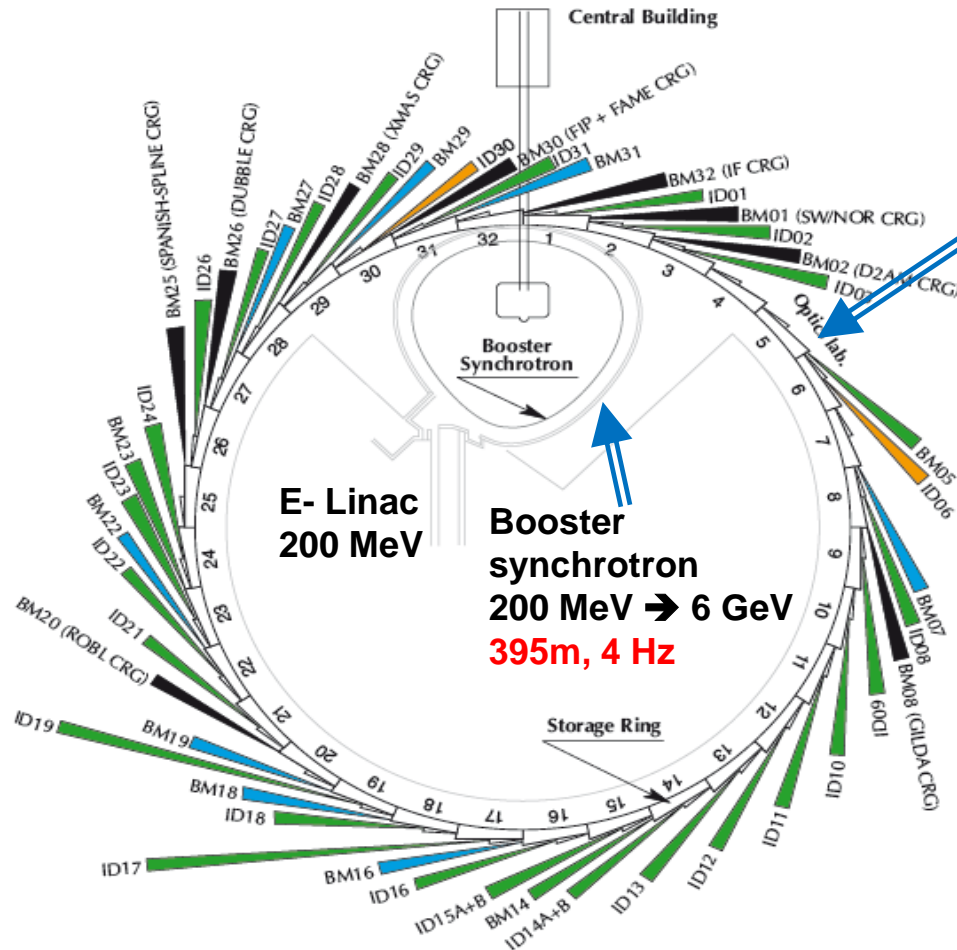 Central Building
BM25 (SPANISH-SPLINE CRG)
ID26
BM26 (DUBBLE CRG)
ID27
BM27
ID28
BM28 (XMAS CRG)
ID29
BM29
ID30
BM30 (FIP + FAME CRG)
ID31
BM31
BM32 (IF CRG)
ID01
BM01 (SW/NOR CRG)
ID02
BM02 (D2AM CRG)
ID03
Optics lab.
BM05
ID06
BM07
ID08
BM08 (GILDA CRG)
ID09
ID10
ID11
ID12
ID13
ID14A+B
BM14
ID15A+B
ID16
BM16
ID17
ID18
BM18
BM19
ID19
BM20 (ROBL CRG)
ID21
ID22
BM22
ID23
BM23
ID24
1
2
3
4
5
6
7
8
9
10
11
12
13
14
15
16
17
18
19
20
21
22
23
24
25
26
27
28
29
30
31
32
Booster
Synchrotron
E- Linac
200 MeV
Booster
synchrotron
200 MeV ➔ 6 GeV
395m, 4 Hz
Storage Ring